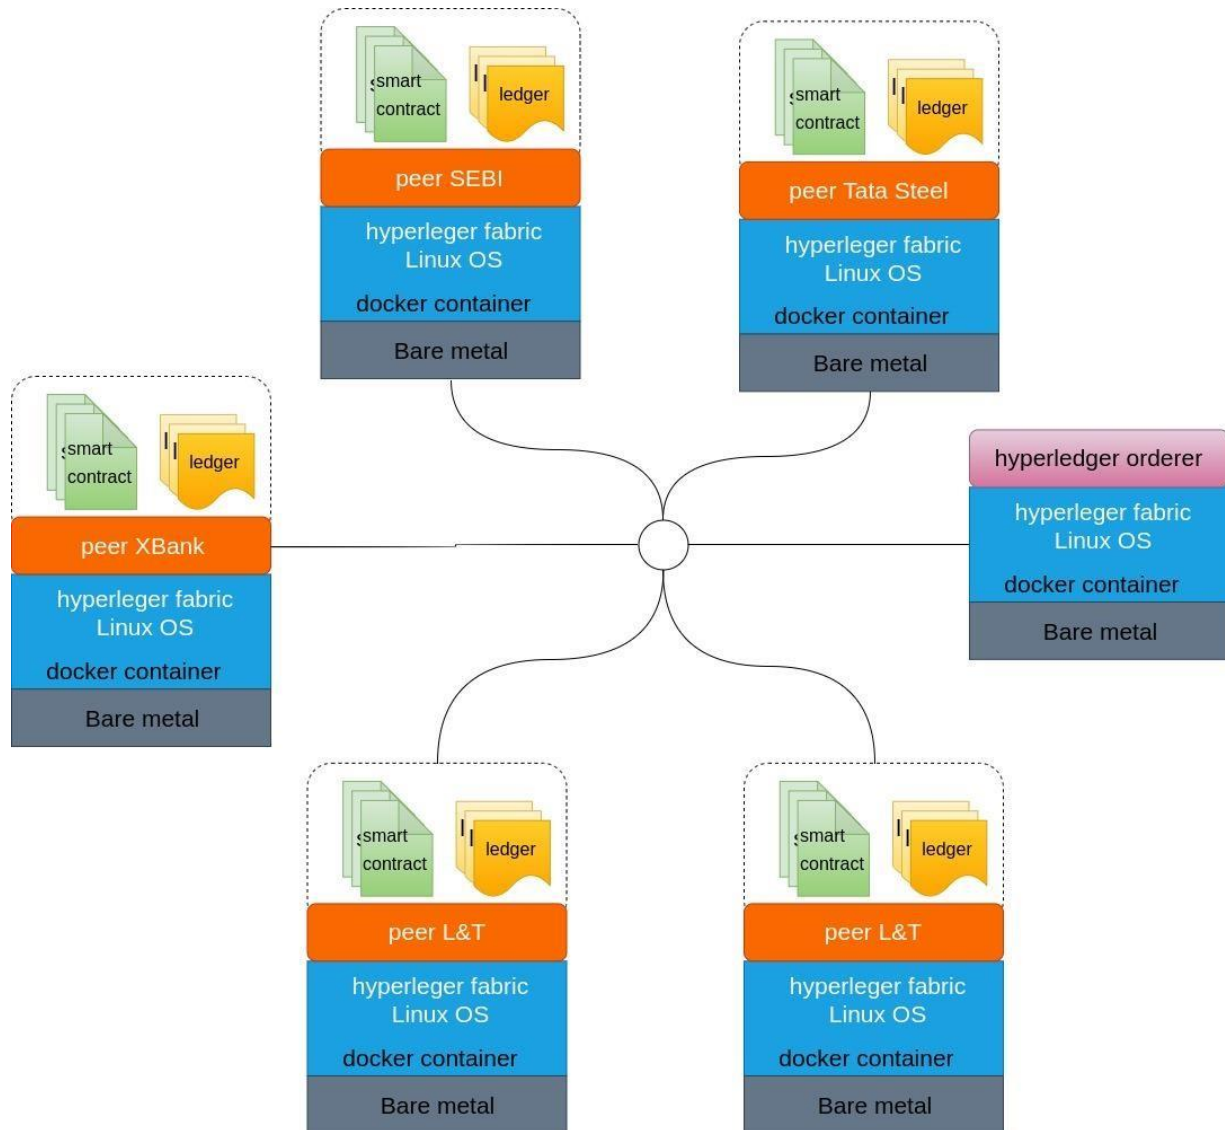 smart
contract
ledger
peer SEBI
hyperleger fabric
Linux OS
docker container
Bare metal
smart
contract
ledger
peer Tata Steel
hyperleger fabric
Linux OS
docker container
Bare metal
smart
contract
ledger
peer XBank
hyperleger fabric
Linux OS
docker container
Bare metal
hyperledger orderer
hyperleger fabric
Linux OS
docker container
Bare metal
smart
contract
ledger
peer L&T
hyperleger fabric
Linux OS
docker container
Bare metal
smart
contract
ledger
peer L&T
hyperleger fabric
Linux OS
docker container
Bare metal